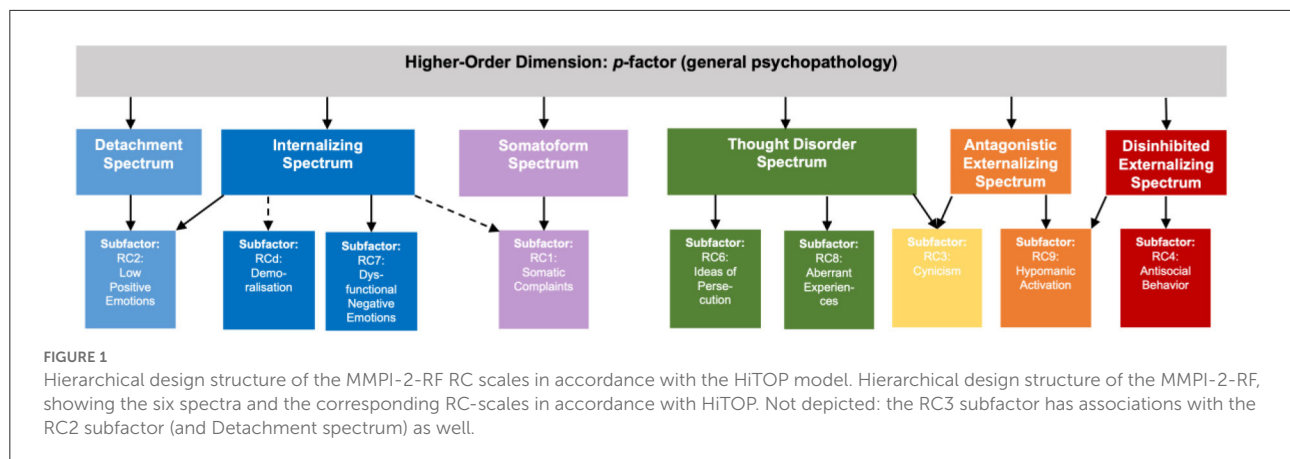 Higher-Order Dimension: p-factor (general psychopathology)
Detachment
Spectrum
Internalizing
Spectrum
Somatoform
Spectrum
Thought Disorder
Spectrum
Antagonistic
Externalizing
Spectrum
Disinhibited
Externalizing
Spectrum
Subfactor:
RC2:
Low
Positive
Emotions
Subfactor:
RCd:
Demo-
ralisation
Subfactor:
RC7:
Dys-
functional
Negative
Emotions
Subfactor:
RC1:
Somatic
Complaints
Subfactor:
RC6:
Ideas of
Perse-
cution
Subfactor:
RC8:
Aberrant
Experien-
ces
Subfactor:
RC3:
Cynicism
Subfactor:
RC9:
Hypomanic
Activation
Subfactor:
RC4:
Antisocial
Behavior
FIGURE 1
Hierarchical design structure of the MMPI-2-RF RC scales in accordance with the HiTOP model. Hierarchical design structure of the MMPI-2-RF,
showing the six spectra and the corresponding RC-scales in accordance with HiTOP. Not depicted: the RC3 subfactor has associations with the
RC2 subfactor (and Detachment spectrum) as well.